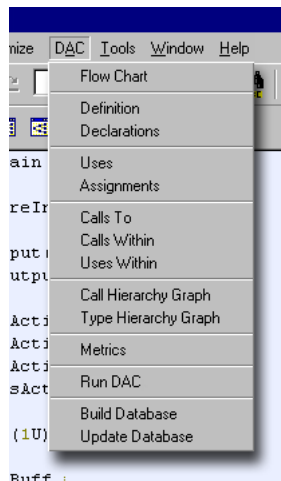 mize DAC Tools Window Help
Flow Chart
Definition
Declarations
ain
Uses
Assignments
reIn
Calls To
put
Calls Within
utpu
Uses Within
Call Hierarchy Graph
Acti
Type Hierarchy Graph
Acti
Metrics
Acti
sAct
Run DAC
(1U)
Build Database
Update Database
Buff